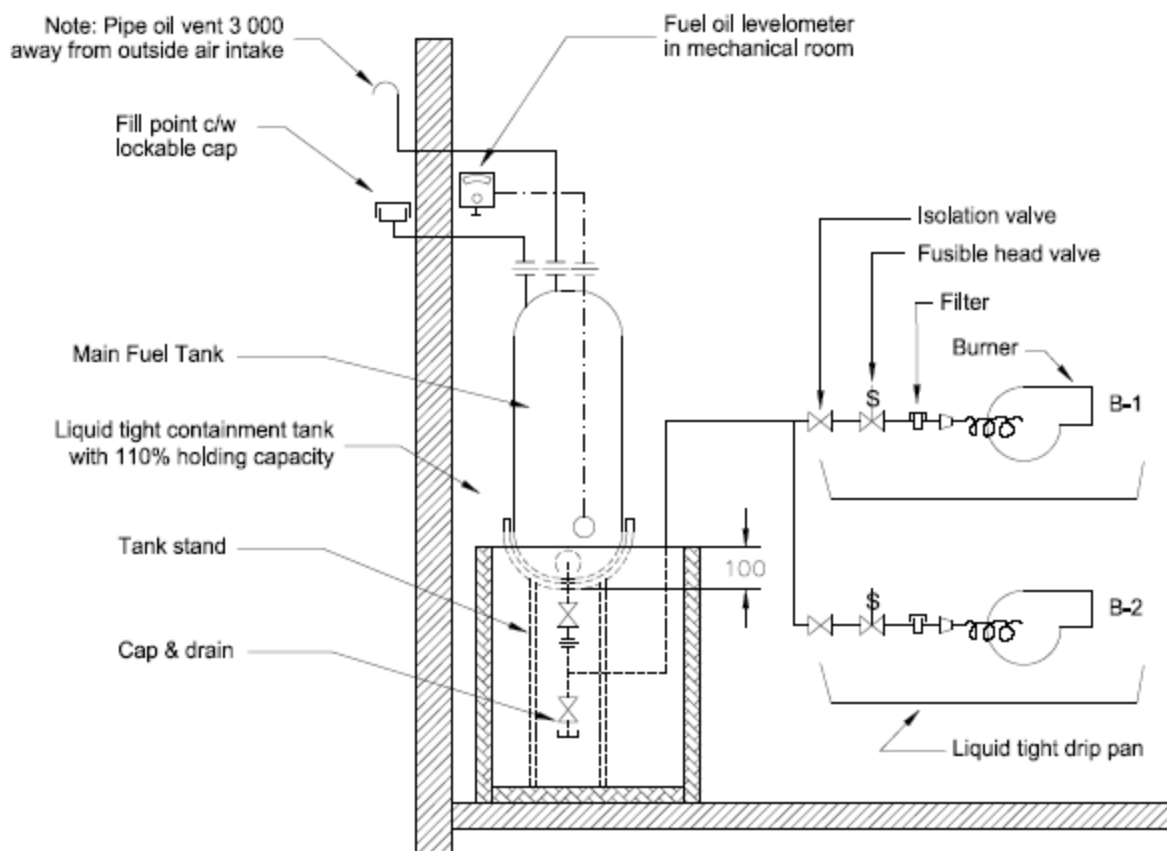 Note: Pipe oil vent 3 000
away from outside air intake
Fuel oil levelometer
in mechanical room
Fill point c/w
lockable cap
Isolation valve
Fusible head valve
Filter
Burner
S
B-1
Main Fuel Tank
Liquid tight containment tank
with 110% holding capacity
Tank stand
100
S
B-2
Cap & drain
Liquid tight drip pan